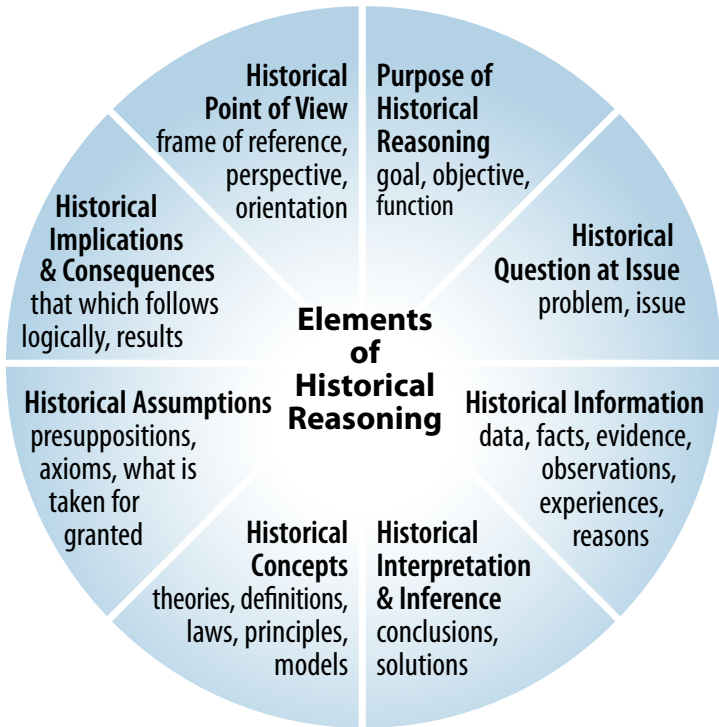 Historical
Point of View
frame of reference,
perspective,
orientation
Purpose of
Historical
Reasoning
goal, objective,
function
Historical
Question at Issue
problem, issue
Historical Information
data, facts, evidence,
observations,
experiences,
reasons
Historical
Interpretation
& Inference
conclusions,
solutions
Historical
Concepts
theories, definitions,
laws, principles,
models
Historical Assumptions
presuppositions,
axioms, what is
taken for
granted
Historical
Implications
& Consequences
that which follows
logically, results
Elements
of
Historical
Reasoning